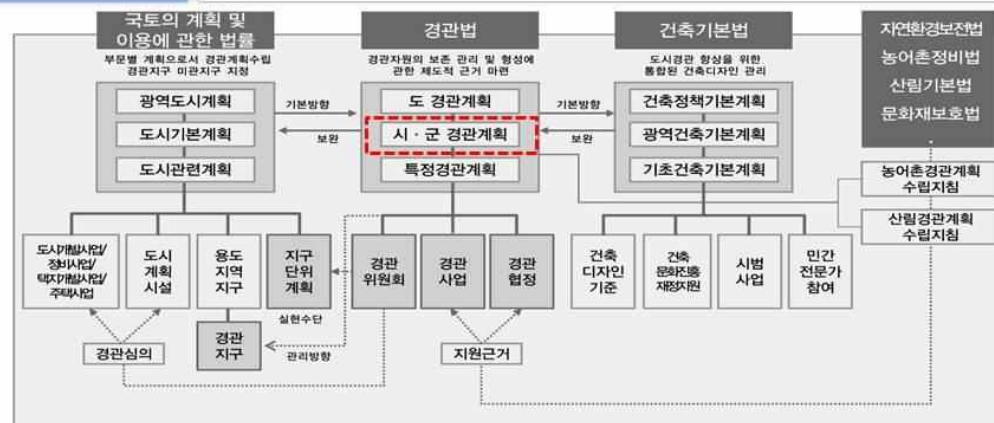 국토의 계획 및
이용에 관한 법률
부문별 계획으로서 경관계획수립
경관지구 미관지구 지정
광역도시계획
도시기본계획
도시관련계획
기본방향
보완
경관법
경관자원의 보존 관리 및 형성에
관한 제도적 근거 마련
도 경관계획
시 · 군 경관계획
특정경관계획
기본방향
보완
건축기본법
도시경관 향상을 위한
통합된 건축디자인 관리
건축정책기본계획
광역건축기본계획
기초건축기본계획
자연환경보전법
농어촌정비법
산림기본법
문화재보호법
농어촌경관계획
수립지침
산림경관계획
수립지침
도시개발사업/
정비사업/
택지개발사업/
주택사업
도시
계획
시설
용도
지역
지구
지구
단위
계획
경관
위원회
경관
사업
경관
협정
건축
디자인
기준
건축
문화진흥
재정지원
시범
사업
민간
전문가
참여
실현수단
경관
지구
관리방향
경관심의
지원근거